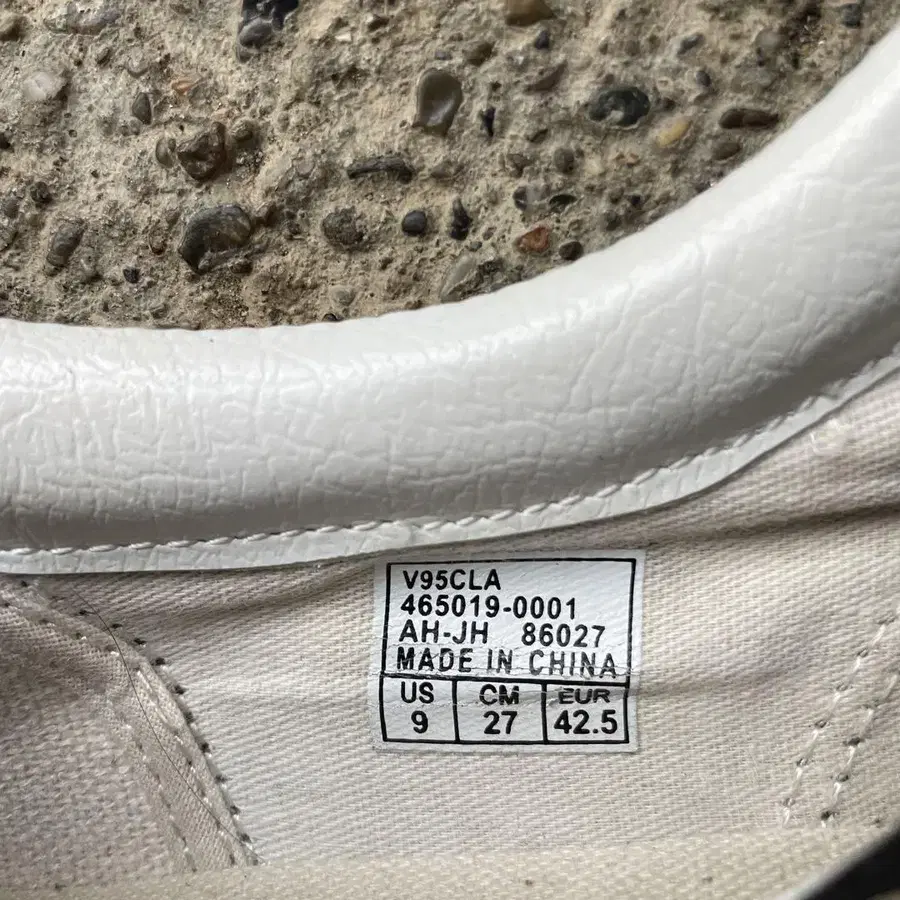 V95CLA
465019-0001
AH-JH 86027
MADE IN CHINA
US CM EUR
9 27 42.5